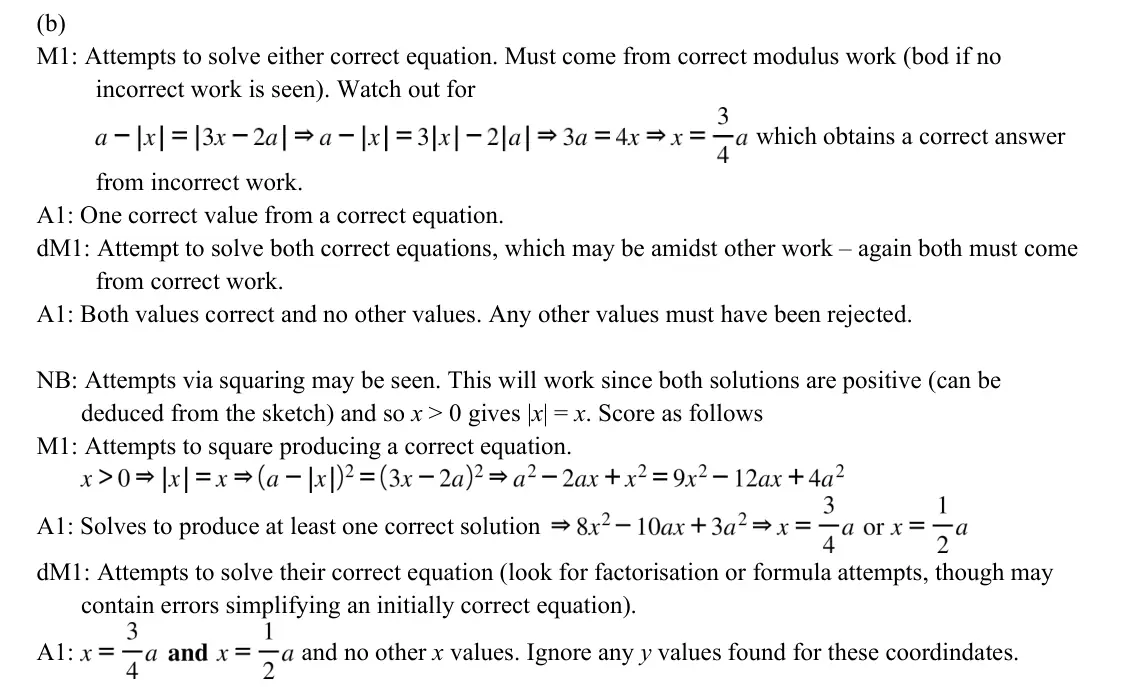 (b)
M1: Attempts to solve either correct equation. Must come from correct modulus work (bod if no
incorrect work is seen). Watch out for
a − |x| = |3x − 2a| ⇒ a − |x| = 3|x| − 2|a| ⇒ 3a = 4x ⇒ x = 3/4 a which obtains a correct answer
from incorrect work.
A1: One correct value from a correct equation.
dM1: Attempt to solve both correct equations, which may be amidst other work – again both must come
from correct work.
A1: Both values correct and no other values. Any other values must have been rejected.
NB: Attempts via squaring may be seen. This will work since both solutions are positive (can be
deduced from the sketch) and so x > 0 gives |x| = x. Score as follows
M1: Attempts to square producing a correct equation.
x > 0 ⇒ |x| = x ⇒ (a − |x|)² = (3x − 2a)² ⇒ a² − 2ax + x² = 9x² − 12ax + 4a²
A1: Solves to produce at least one correct solution ⇒ 8x² − 10ax + 3a² ⇒ x = 3/4 a or x = 1/2 a
dM1: Attempts to solve their correct equation (look for factorisation or formula attempts, though may
contain errors simplifying an initially correct equation).
A1: x = 3/4 a and x = 1/2 a and no other x values. Ignore any y values found for these coordindates.